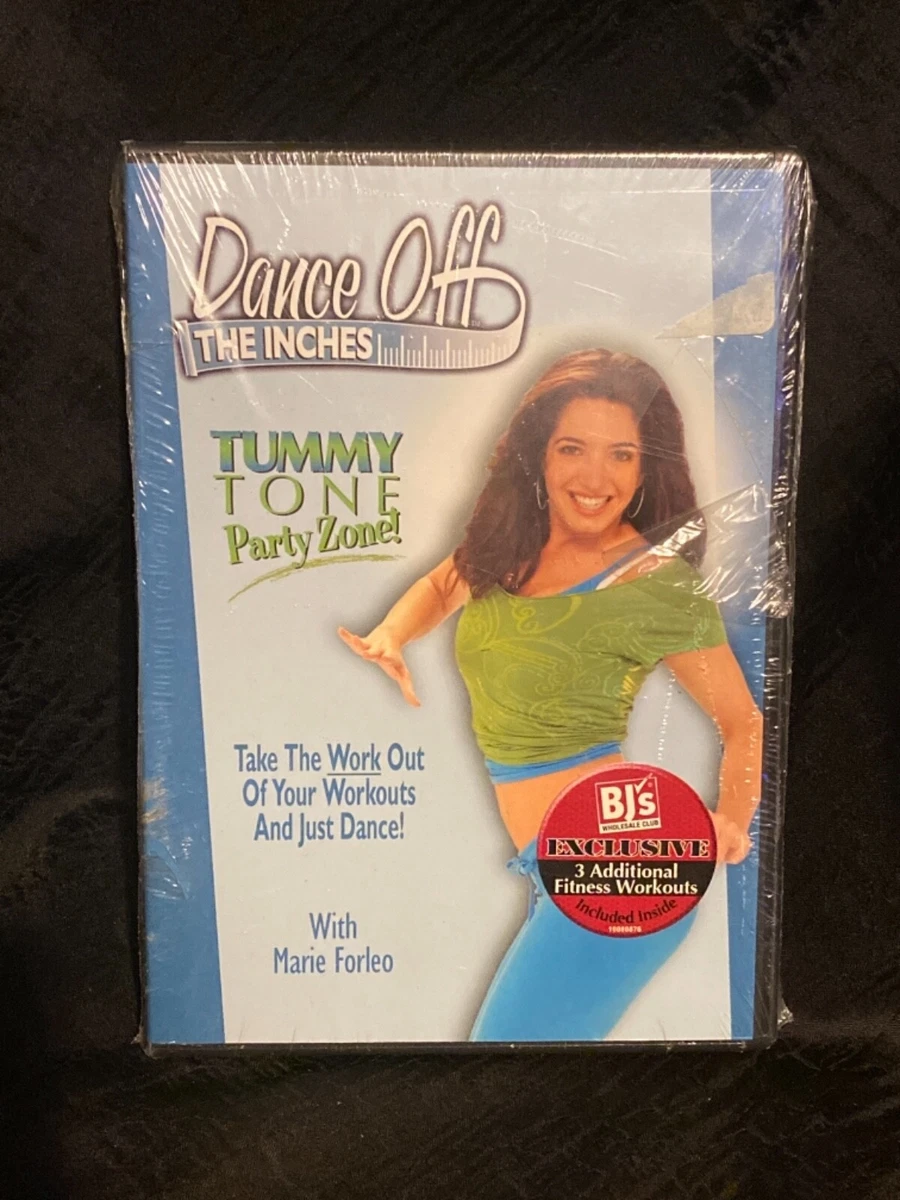 Dance Off
THE INCHES
TUMMY
TONE
Party Zone!
Take The Work Out
Of Your Workouts
And Just Dance!
With
Marie Forleo
BJ's
WHOLESALE CLUB
EXCLUSIVE
3 Additional
Fitness Workouts
Included Inside